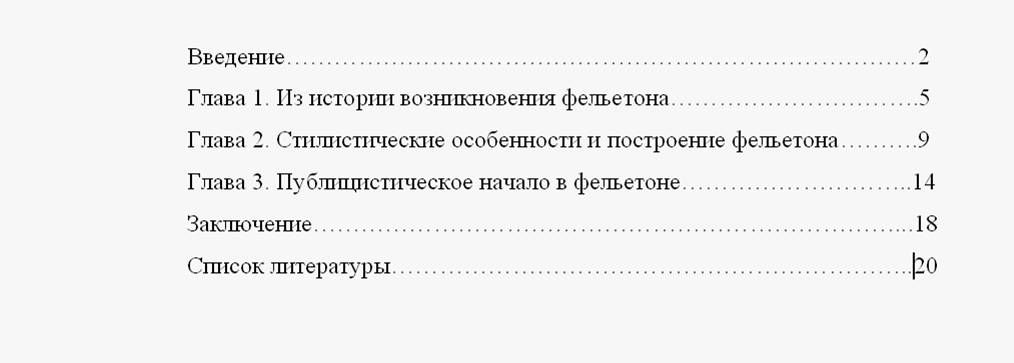 Введение……………………………………………………………………2
Глава 1. Из истории возникновения фельетона………………………….5
Глава 2. Стилистические особенности и построение фельетона……….9
Глава 3. Публицистическое начало в фельетоне………………………..14
Заключение………………………………………………………………...18
Список литературы………………………………………………………..20